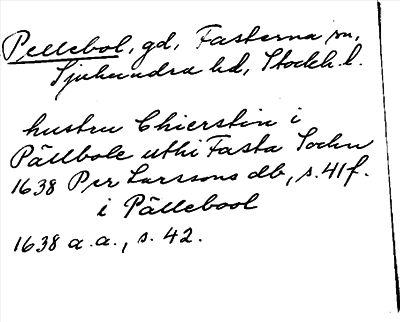 Pellebol, gd, Fasterna sn,
Sjuhundra hd, Stockh. l.
hustru Chierstin i
Pällbole uthi Fasta Sochn
1638 Per Larssons db, s. 41f.
i Pällebool
1638 a.a., s. 42.